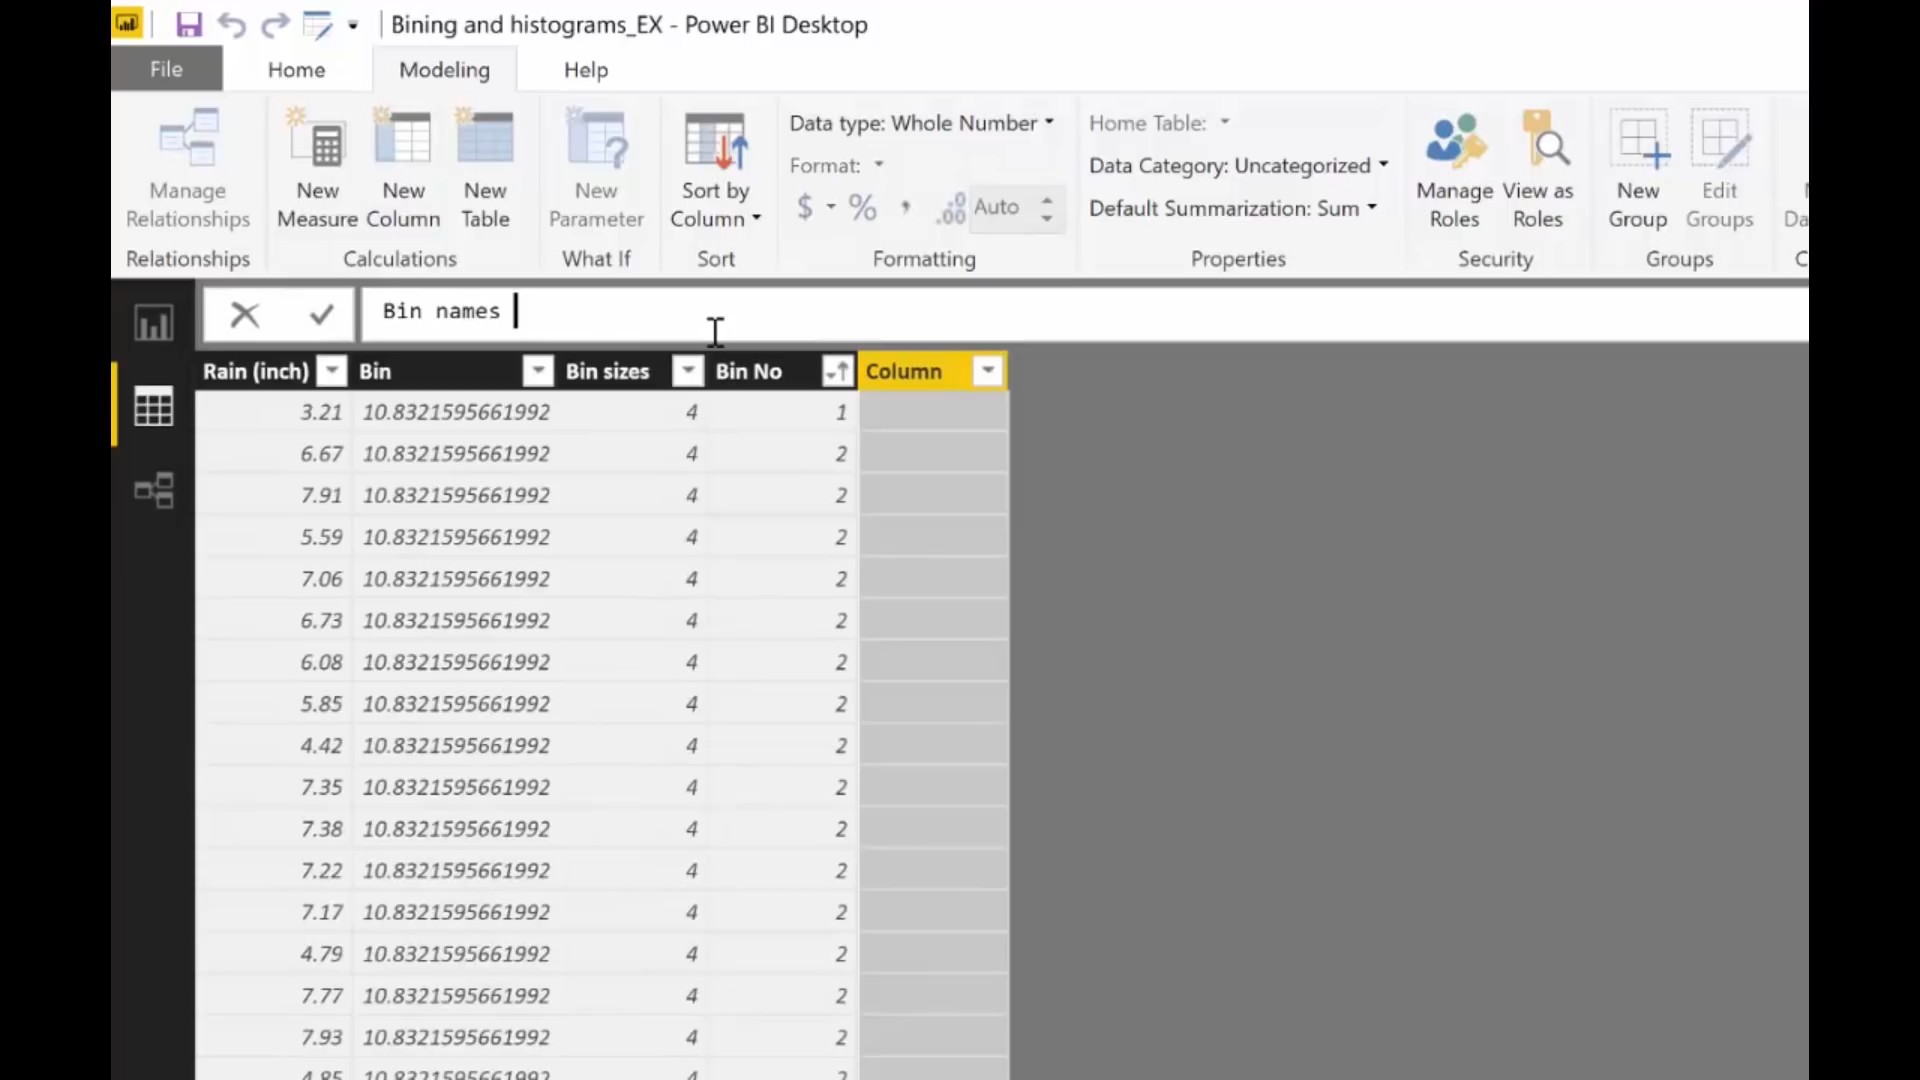 Bining and histograms_EX - Power BI Desktop
File Home Modeling Help
Manage Relationships
New Measure
New Column
New Table
New Parameter
Sort by Column
Data type: Whole Number
Format:
$ % , .00 Auto
Home Table:
Data Category: Uncategorized
Default Summarization: Sum
Manage Roles
View as Roles
New Group
Edit Groups
Relationships Calculations What If Sort Formatting Properties Security Groups
Bin names
Rain (inch) Bin Bin sizes Bin No Column
3.21 10.8321595661992 4 1
6.67 10.8321595661992 4 2
7.91 10.8321595661992 4 2
5.59 10.8321595661992 4 2
7.06 10.8321595661992 4 2
6.73 10.8321595661992 4 2
6.08 10.8321595661992 4 2
5.85 10.8321595661992 4 2
4.42 10.8321595661992 4 2
7.35 10.8321595661992 4 2
7.38 10.8321595661992 4 2
7.22 10.8321595661992 4 2
7.17 10.8321595661992 4 2
4.79 10.8321595661992 4 2
7.77 10.8321595661992 4 2
7.93 10.8321595661992 4 2
4.85 10.8321595661992 4 2